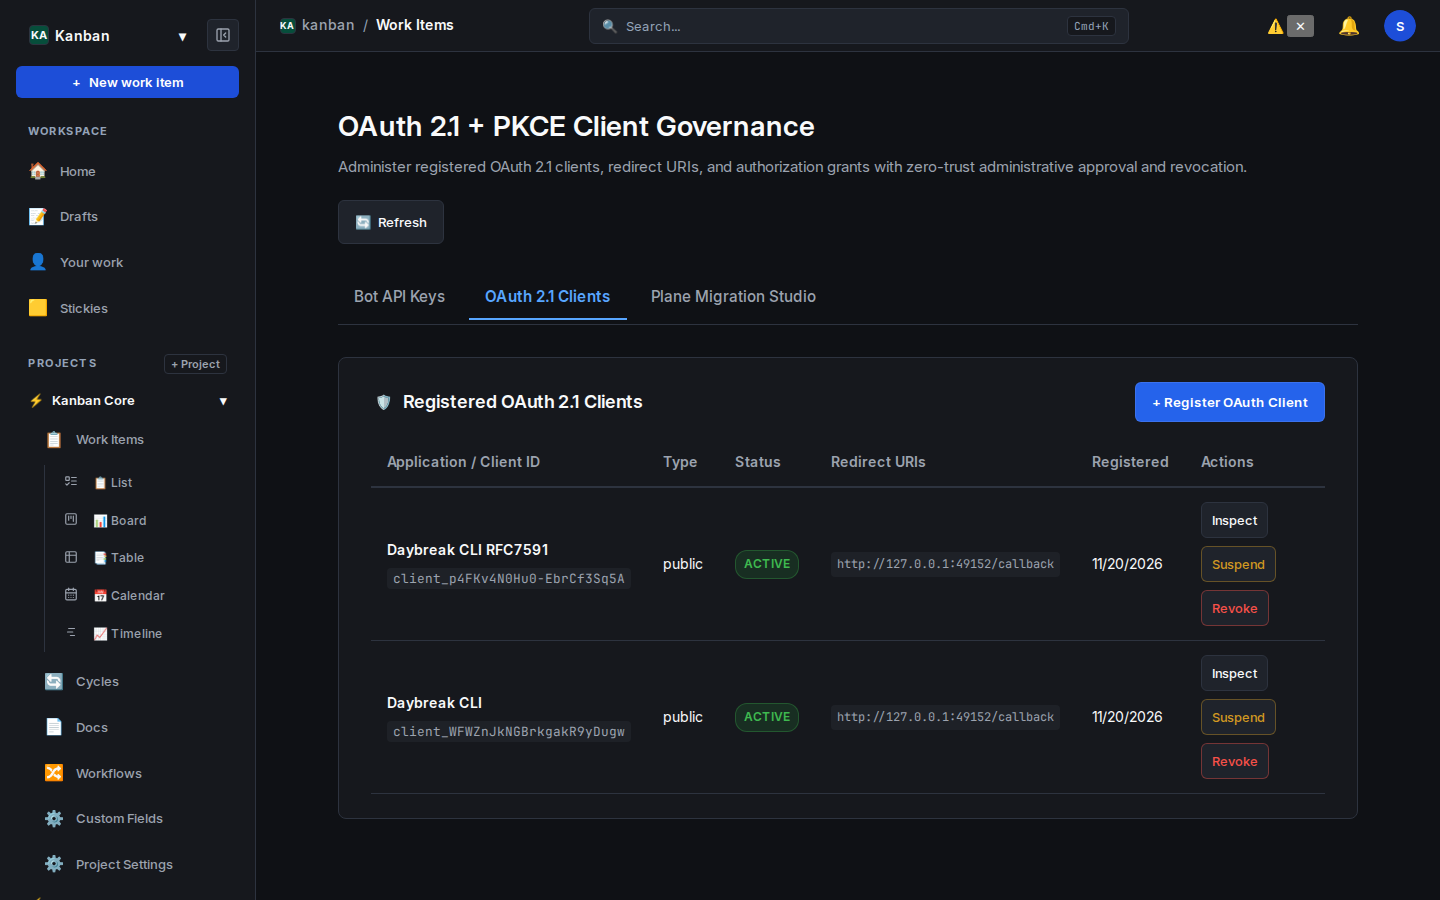 KA Kanban ▼
+ New work item
WORKSPACE
Home
Drafts
Your work
Stickies
PROJECTS
+ Project
Kanban Core ▼
Work Items
List
Board
Table
Calendar
Timeline
Cycles
Docs
Workflows
Custom Fields
Project Settings
KA kanban / Work Items
Search...
Cmd+K
✕
S
OAuth 2.1 + PKCE Client Governance
Administer registered OAuth 2.1 clients, redirect URIs, and authorization grants with zero-trust administrative approval and revocation.
Refresh
Bot API Keys
OAuth 2.1 Clients
Plane Migration Studio
Registered OAuth 2.1 Clients
+ Register OAuth Client
Application / Client ID Type Status Redirect URIs Registered Actions
Daybreak CLI RFC7591
client_p4FKv4N0Hu0-EbrCf3Sq5A
public
ACTIVE
http://127.0.0.1:49152/callback
11/20/2026
Inspect
Suspend
Revoke
Daybreak CLI
client_WFWZnJkNGBrkgakR9yDugw
public
ACTIVE
http://127.0.0.1:49152/callback
11/20/2026
Inspect
Suspend
Revoke